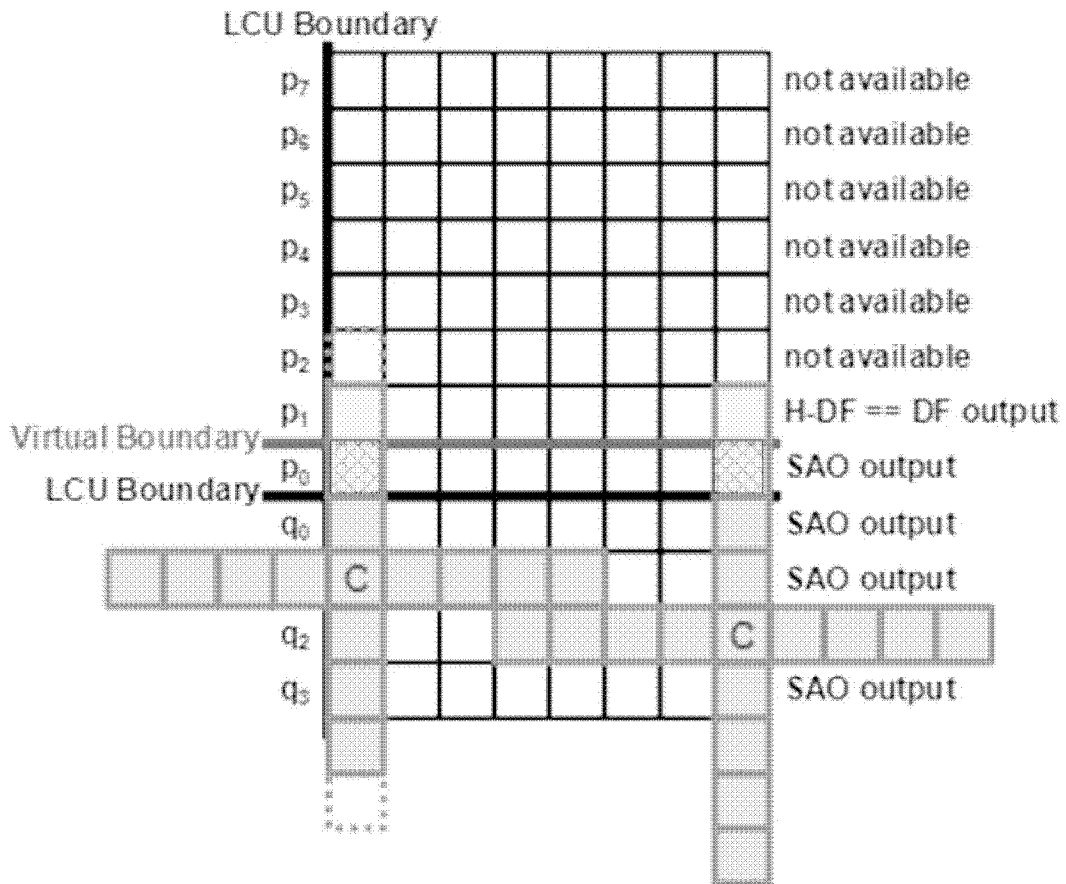 LCU Boundary
p7 not available
p6 not available
p5 not available
p4 not available
p3 not available
p2 not available
p1 H-DF == DF output
Virtual Boundary
p0 SAO output
LCU Boundary
q0 SAO output
C SAO output
q2 C
q3 SAO output